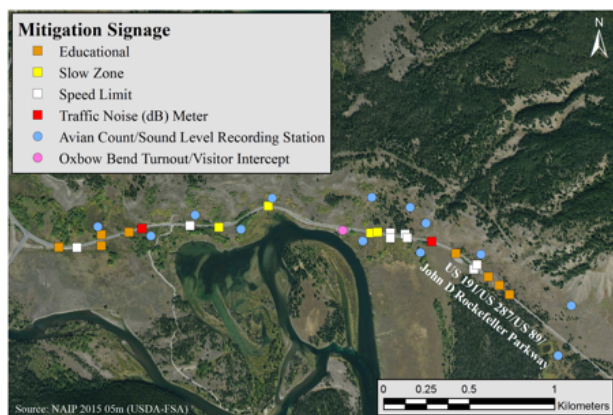 Mitigation Signage
Educational
Slow Zone
Speed Limit
Traffic Noise (dB) Meter
Avian Count/Sound Level Recording Station
Oxbow Bend Turnout/Visitor Intercept
N
US 191/US 287/US 89/
John D Rockefeller Parkway
Source: NAIP 2015 05m (USDA-FSA)
0 0.25 0.5 1
Kilometers